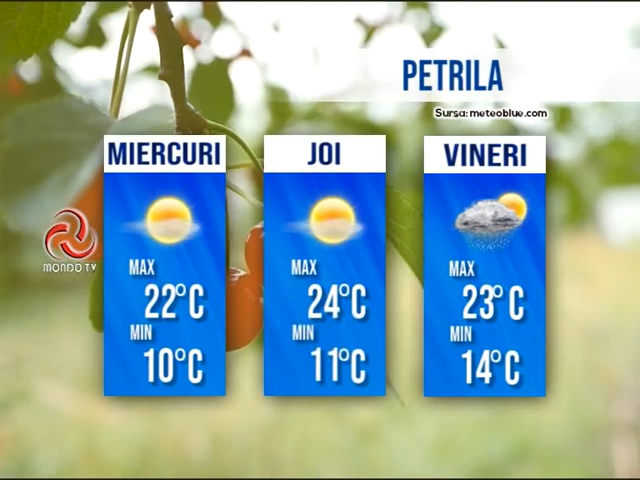 PETRILA
Sursa: meteoblue.com
MIERCURI
MAX
22°C
MIN
10°C
JOI
MAX
24°C
MIN
11°C
VINERI
MAX
23°C
MIN
14°C
MONDO TV